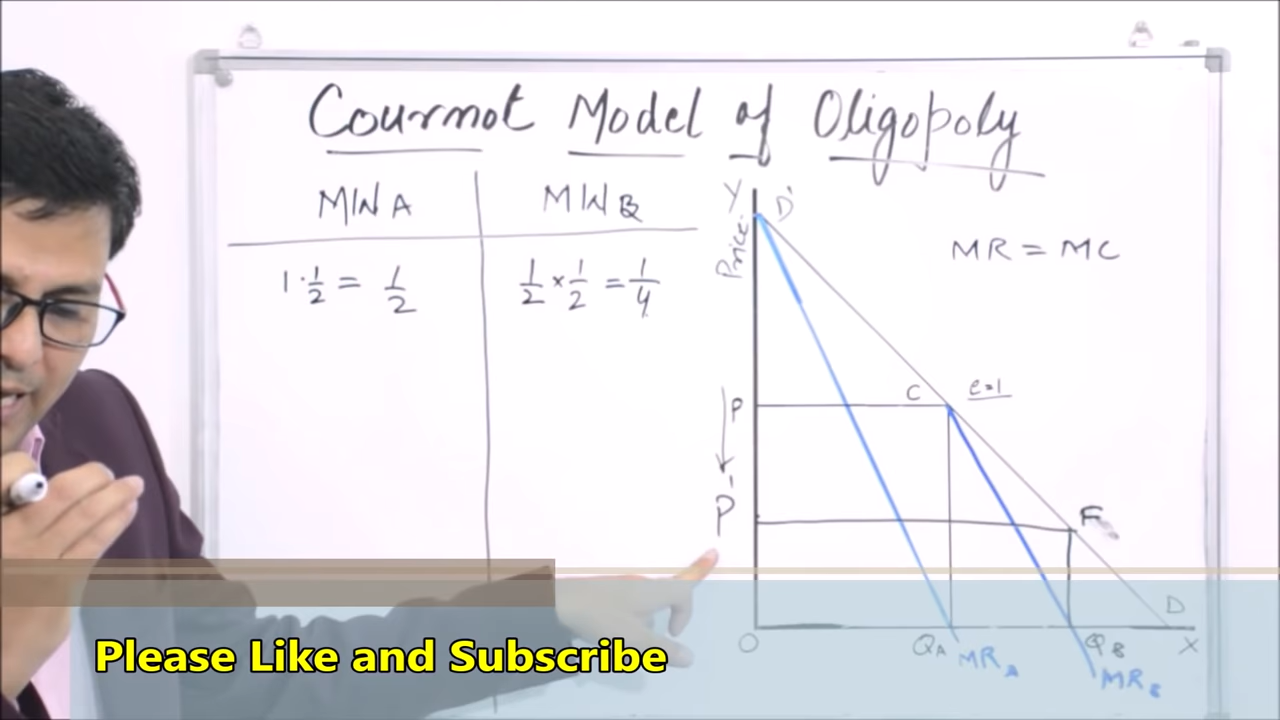 Cournot Model of Oligopoly
MW A
MW B
1·1/2 = 1/2
1/2 × 1/2 = 1/4
Y
D'
Price
MR = MC
P
C
e=1
P'
F
O
QA
MRA
QB
MRB
D
X
Please Like and Subscribe